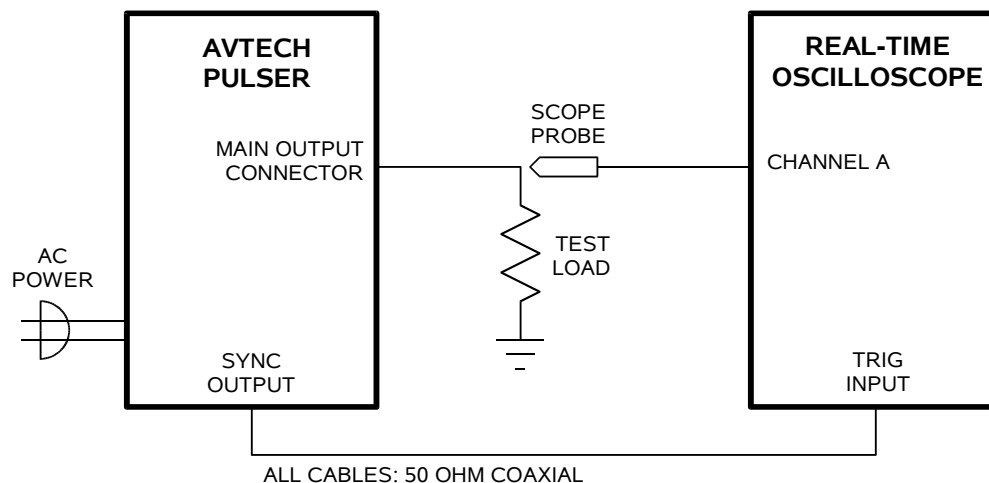 AVTECH
PULSER
REAL-TIME
OSCILLOSCOPE
SCOPE
PROBE
MAIN OUTPUT
CONNECTOR
CHANNEL A
TEST
LOAD
AC
POWER
SYNC
OUTPUT
TRIG
INPUT
ALL CABLES: 50 OHM COAXIAL